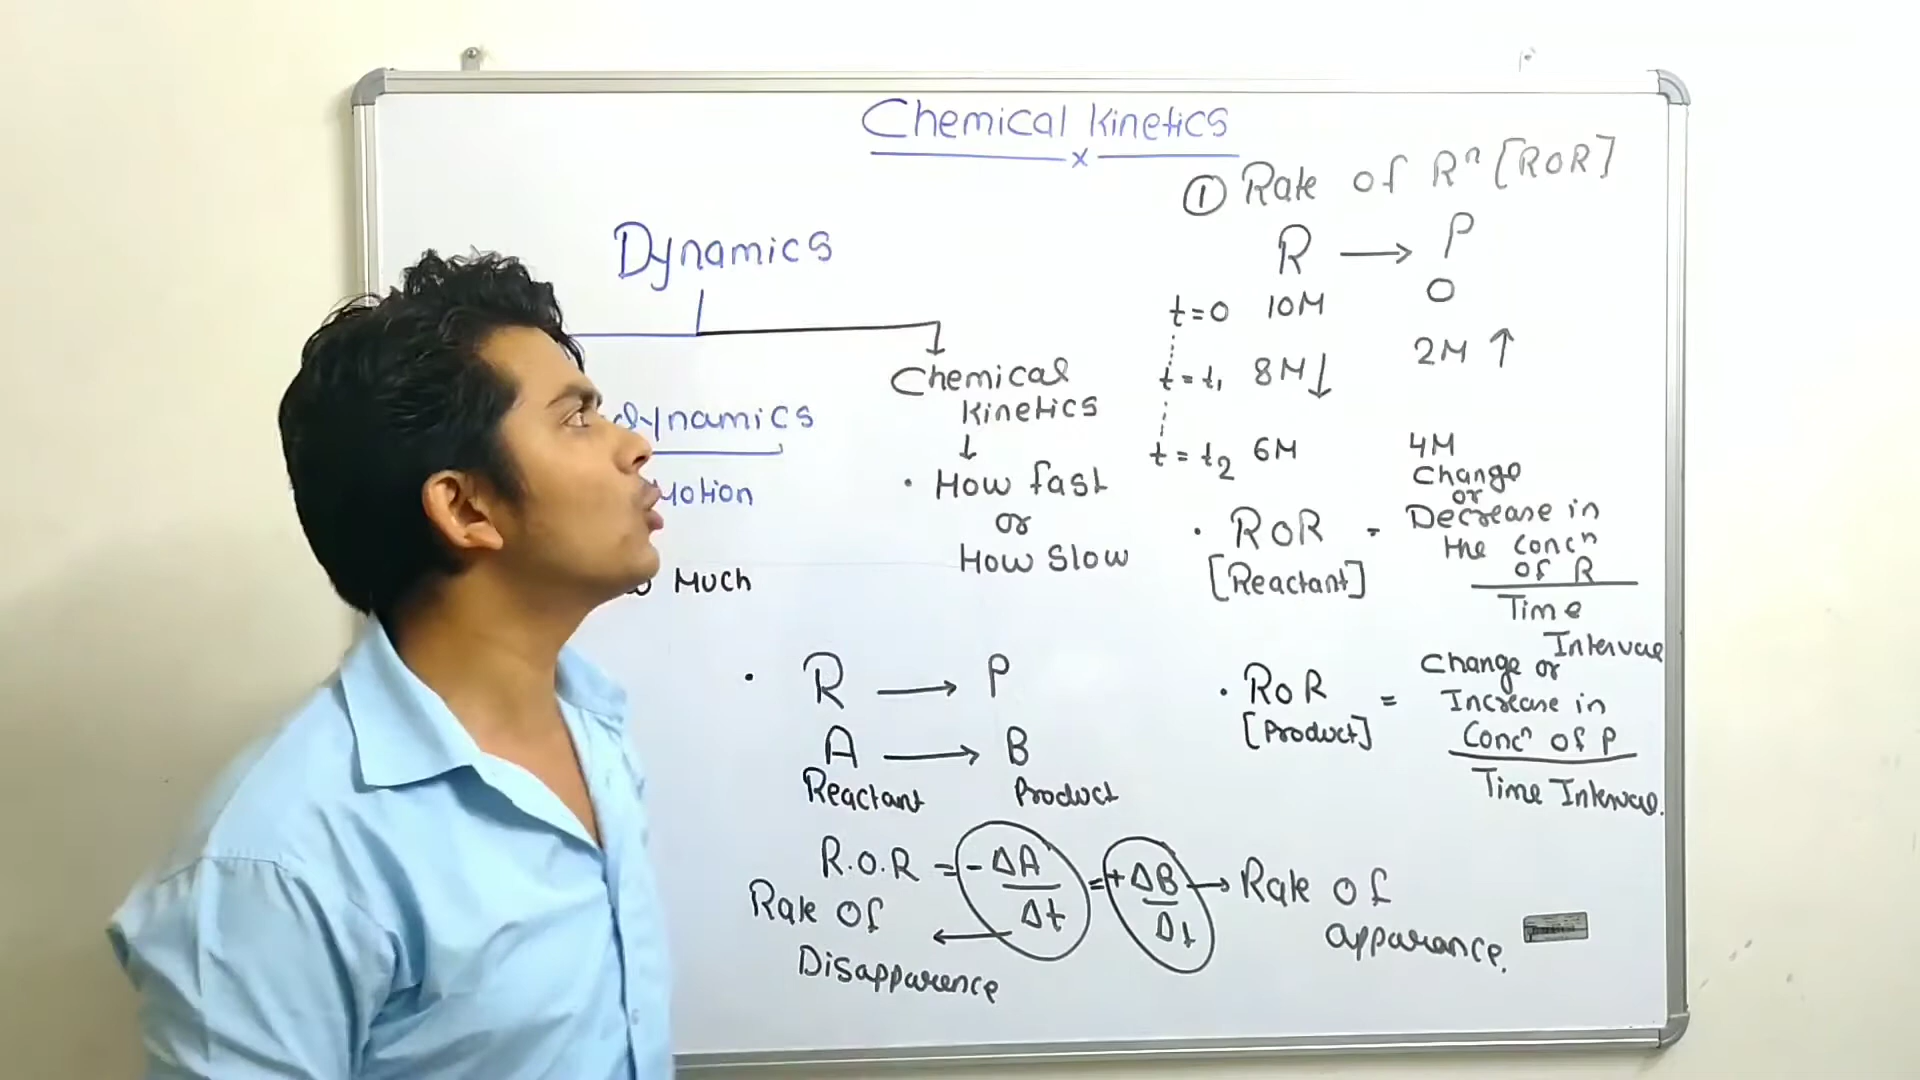 Chemical Kinetics
x
Dynamics
dynamics
Motion
Much
Chemical
Kinetics
↓
• How fast
or
How Slow
① Rate of Rⁿ [ROR]
R → P
t=0 10M 0
t=t₁ 8M↓ 2M ↑
t=t₂ 6M 4M
• ROR = Change
[Reactant] or
Decrease in
the concⁿ
of R
Time
Interval
• ROR = Change or
[Product] Increase in
Concⁿ of P
Time Interval.
• R → P
A → B
Reactant Product
R.O.R = -ΔA/Δt = +ΔB/Δt → Rate of
apparance.
Rate of
Disapparence